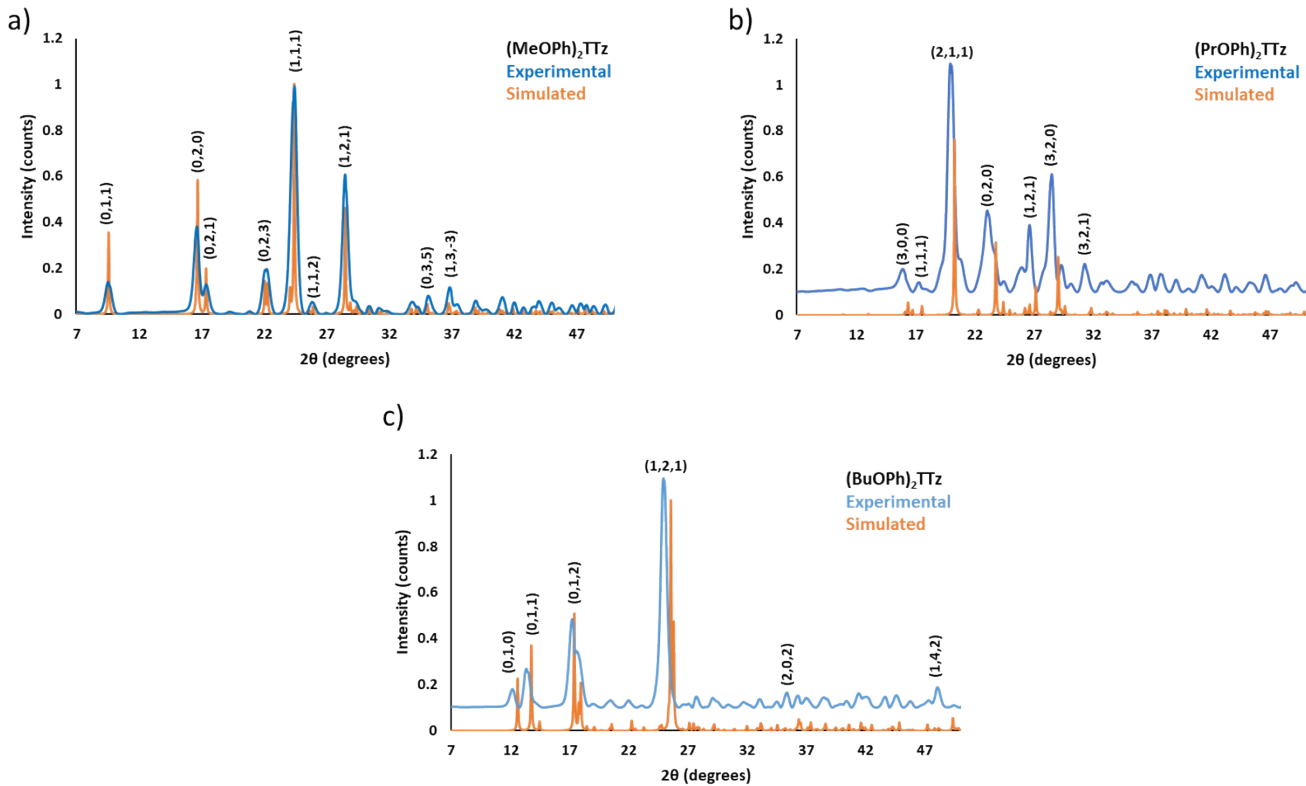 a)
(MeOPh)2TTz
Experimental
Simulated
Intensity (counts)
1.2
1
0.8
0.6
0.4
0.2
0
(0,1,1)
(0,2,0)
(0,2,1)
(0,2,3)
(1,1,1)
(1,1,2)
(1,2,1)
(0,3,5)
(1,3,-3)
7 12 17 22 27 32 37 42 47
2θ (degrees)
b)
(PrOPh)2TTz
Experimental
Simulated
Intensity (counts)
1.2
1
0.8
0.6
0.4
0.2
0
(3,0,0)
(1,1,1)
(2,1,1)
(0,2,0)
(1,2,1)
(3,2,0)
(3,2,1)
7 12 17 22 27 32 37 42 47
2θ (degrees)
c)
(BuOPh)2TTz
Experimental
Simulated
Intensity (counts)
1.2
1
0.8
0.6
0.4
0.2
0
(0,1,0)
(0,1,1)
(0,1,2)
(1,2,1)
(2,0,2)
(1,4,2)
7 12 17 22 27 32 37 42 47
2θ (degrees)